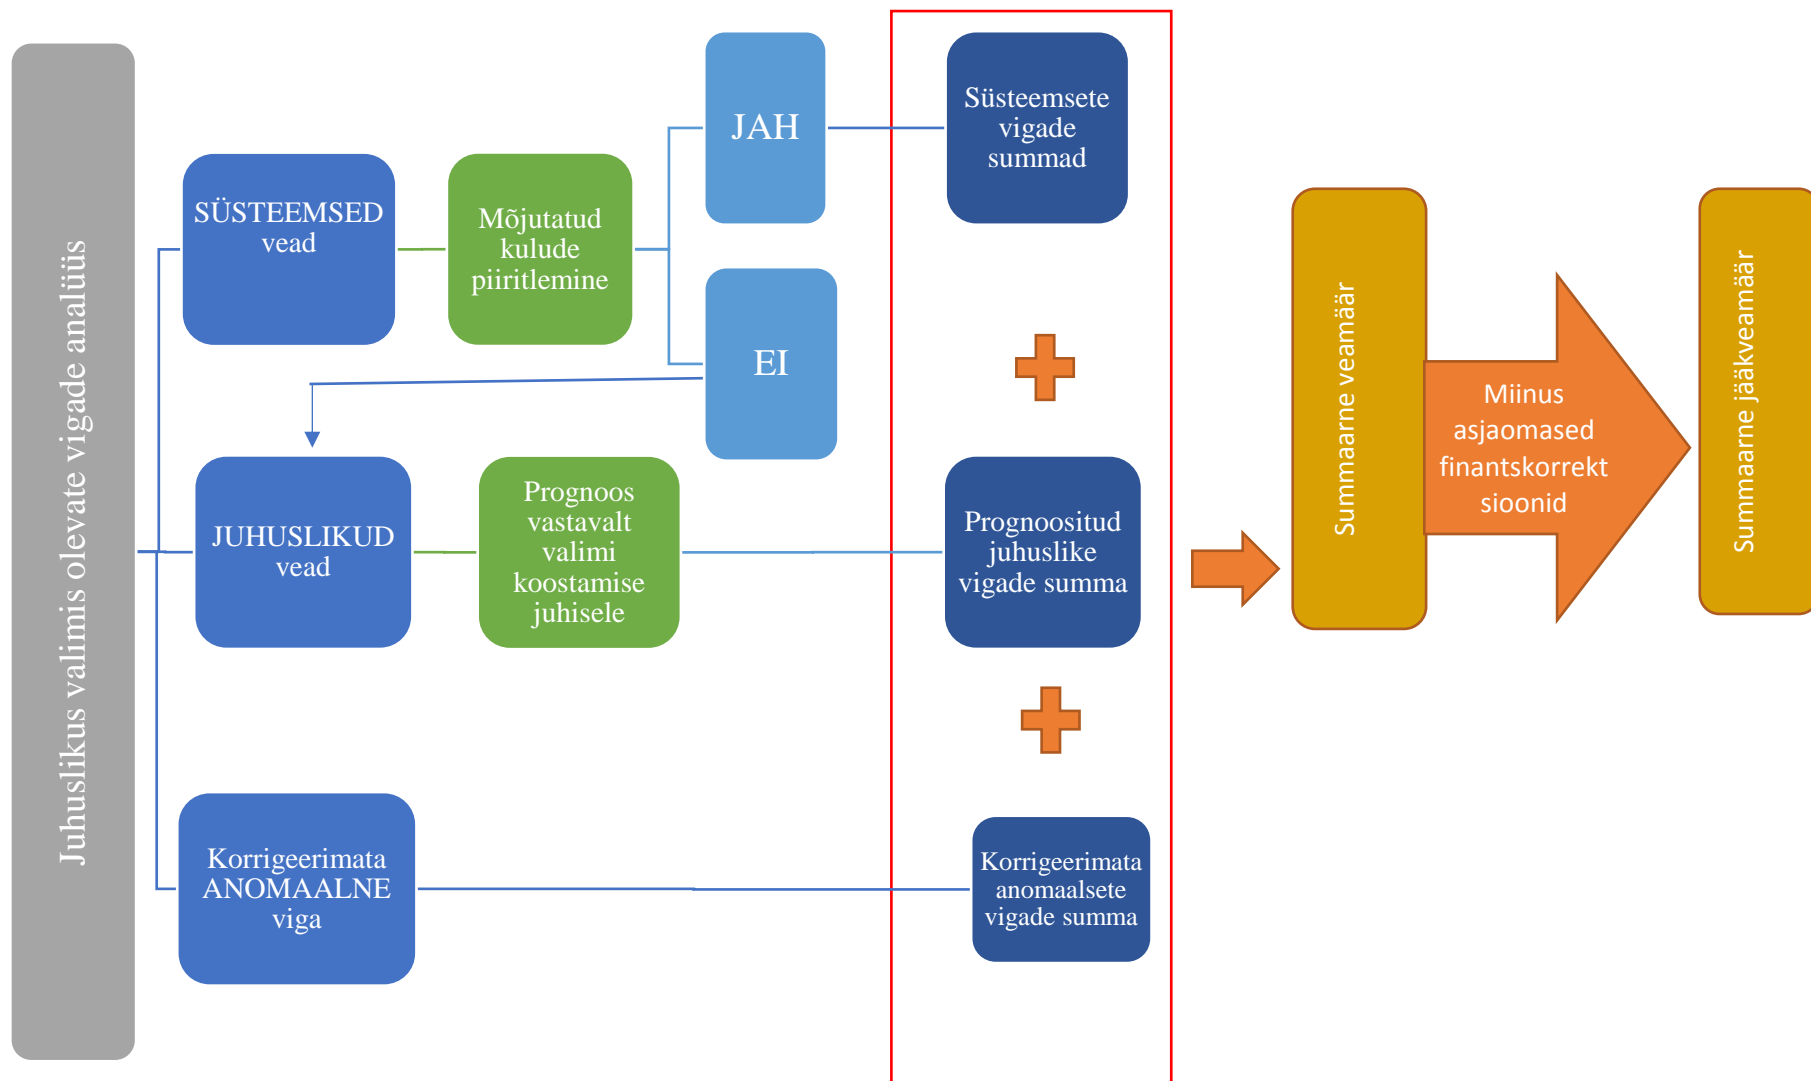 Juhuslikus valimis olevate vigade analüüs
SÜSTEEMSED
vead
Mõjutatud
kulude
piiritlemine
JAH
EI
Süsteemsete
vigade
summad
JUHUSLIKUD
vead
Prognoos
vastavalt
valimi
koostamise
juhisele
Prognoositud
juhuslike
vigade summa
Korrigeerimata
ANOMAALNE
viga
Korrigeerimata
anomaalsete
vigade summa
Summaarne veamäär
Miinus
asjaomased
finantskorrekt
sioonid
Summaarne jääkveamäär